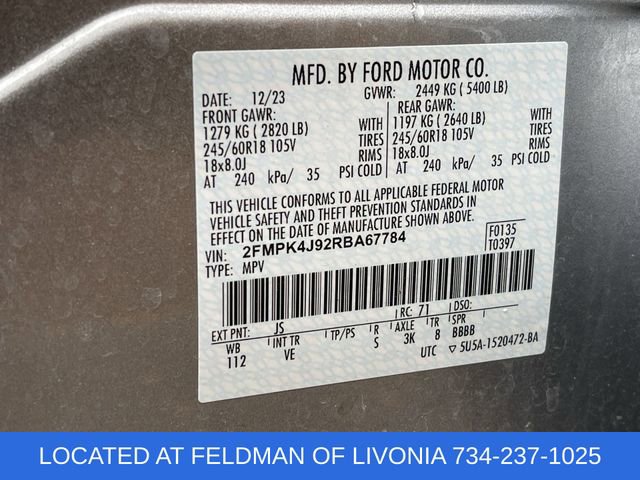 MFD. BY FORD MOTOR CO.
DATE: 12/23 GVWR: 2449 KG ( 5400 LB)
FRONT GAWR: REAR GAWR:
1279 KG ( 2820 LB) WITH 1197 KG ( 2640 LB) WITH
245/60R18 105V TIRES 245/60R18 105V TIRES
18x8.0J RIMS 18x8.0J RIMS
AT 240 kPa/ 35 PSI COLD AT 240 kPa/ 35 PSI COLD
THIS VEHICLE CONFORMS TO ALL APPLICABLE FEDERAL MOTOR
VEHICLE SAFETY AND THEFT PREVENTION STANDARDS IN
EFFECT ON THE DATE OF MANUFACTURE SHOWN ABOVE.
VIN: 2FMPK4J92RBA67784 F0135
TYPE: MPV T0397
EXT PNT: JS RC: 71 DSO:
WB INT TR TP/PS R AXLE TR SPR
112 VE S 3K 8 BBBB
UTC ▽ 5U5A-1520472-BA
LOCATED AT FELDMAN OF LIVONIA 734-237-1025